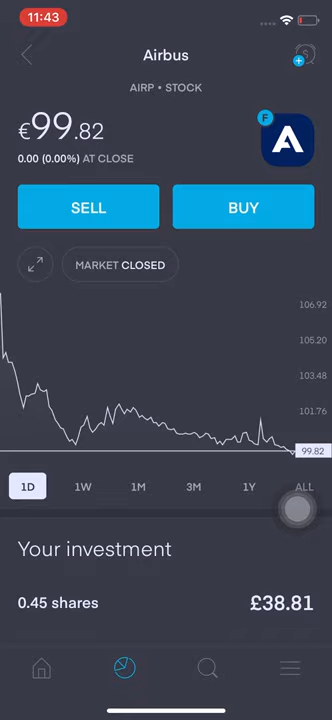 11:43
Airbus
AIRP • STOCK
€99.82
F
0.00 (0.00%) AT CLOSE
SELL
BUY
MARKET CLOSED
106.92
105.20
103.48
101.76
99.82
1D 1W 1M 3M 1Y ALL
Your investment
0.45 shares
£38.81